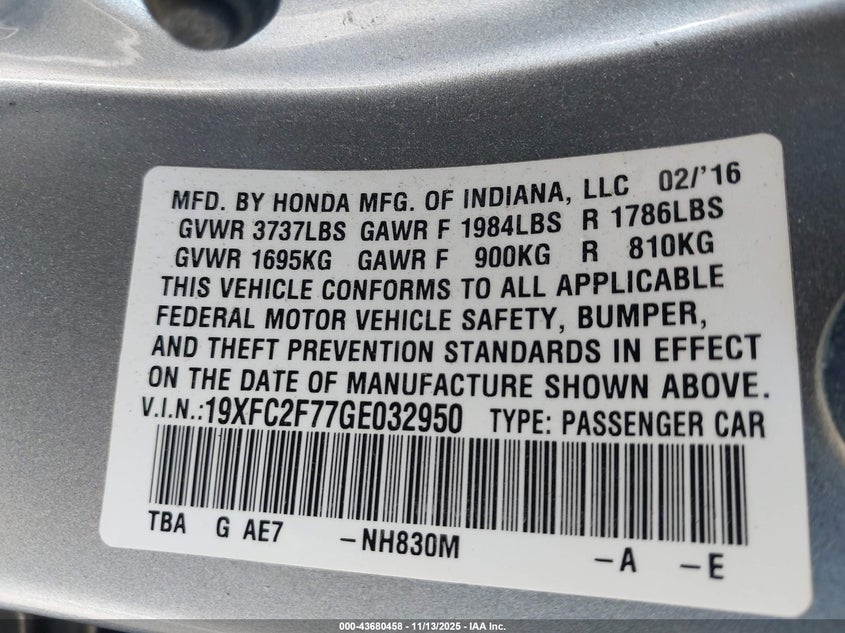 MFD. BY HONDA MFG. OF INDIANA, LLC 02/'16
GVWR 3737LBS GAWR F 1984LBS R 1786LBS
GVWR 1695KG GAWR F 900KG R 810KG
THIS VEHICLE CONFORMS TO ALL APPLICABLE
FEDERAL MOTOR VEHICLE SAFETY, BUMPER,
AND THEFT PREVENTION STANDARDS IN EFFECT
ON THE DATE OF MANUFACTURE SHOWN ABOVE.
V.I.N.:19XFC2F77GE032950 TYPE: PASSENGER CAR
TBA G AE7 -NH830M -A -E
000-43680458 - 11/13/2025 - IAA Inc.